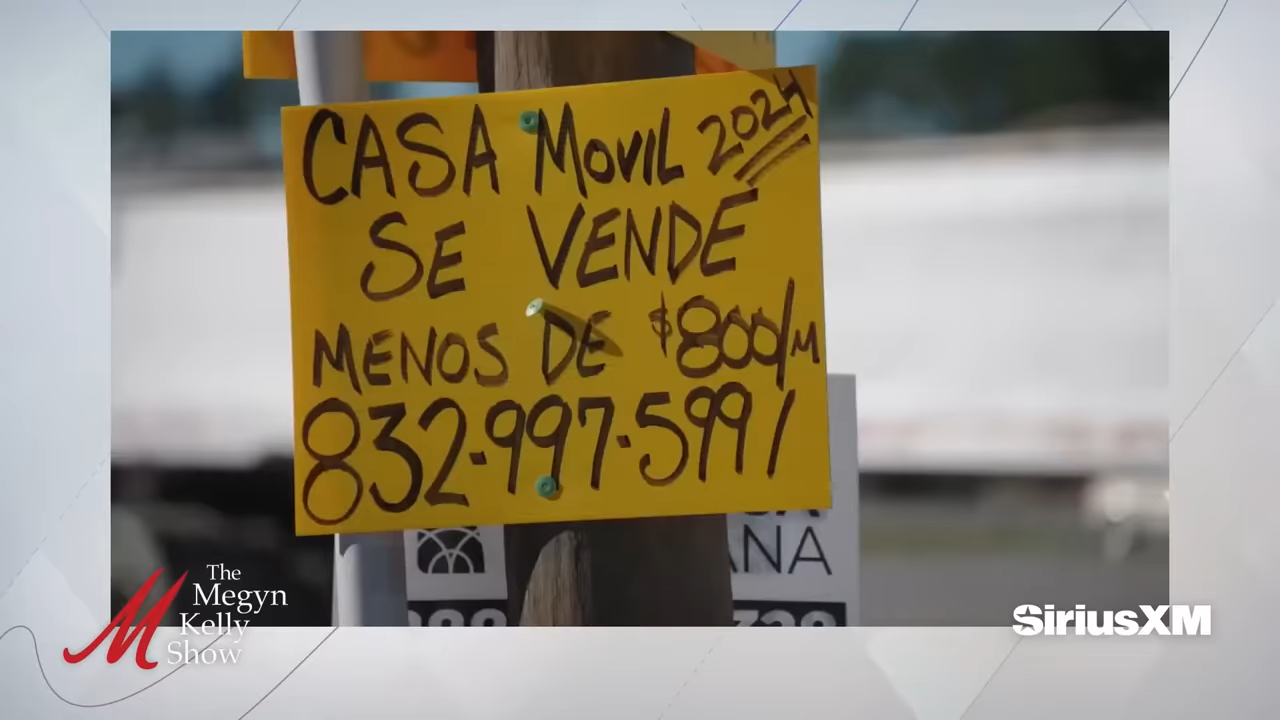 CASA MOVIL 2024
SE VENDE
MENOS DE $800/M
832-997-5991
ANA
The
Megyn
Kelly
Show
SiriusXM